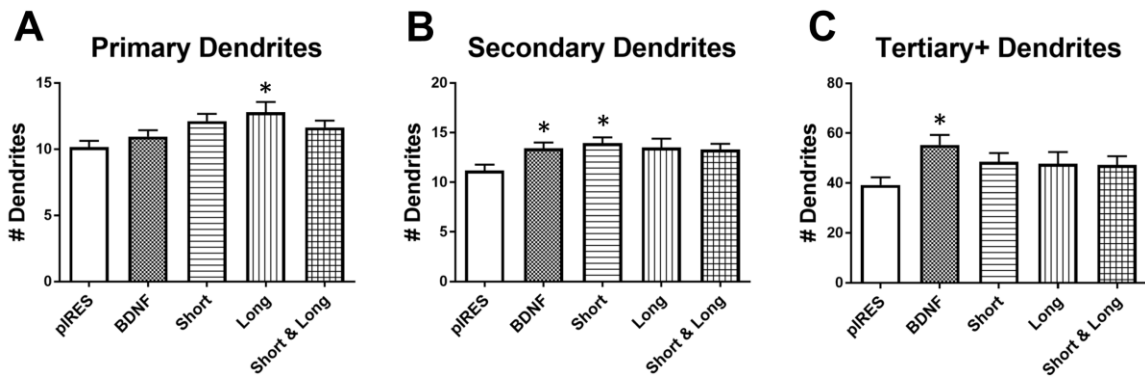 A
Primary Dendrites
# Dendrites
15
10
5
0
*
pIRES
BDNF
Short
Long
Short & Long
B
Secondary Dendrites
# Dendrites
20
15
10
5
0
*
*
pIRES
BDNF
Short
Long
Short & Long
C
Tertiary+ Dendrites
# Dendrites
80
60
40
20
0
*
pIRES
BDNF
Short
Long
Short & Long